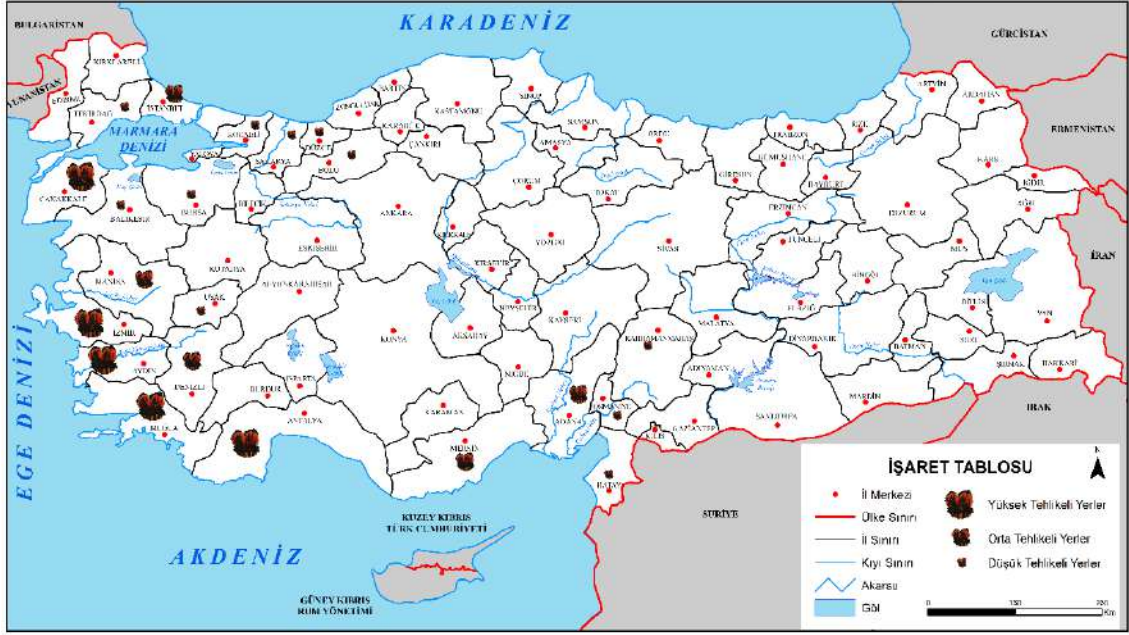 BULGARİSTAN
KARADENİZ
GÜRCİSTAN
YUNANİSTAN
KIRKLARELİ
EDİRNE
TEKİRDAĞ
İSTANBUL
MARMARA
DENİZİ
KOCAELİ
YALOVA
SAKARYA
DÜZCE
BOLU
ZONGULDAK
BARTIN
KARABÜK
KASTAMONU
ÇANKIRI
SİNOP
SAMSUN
AMASYA
ORDU
TRABZON
RİZE
ARTVİN
ARDAHAN
ERMENİSTAN
GİRESUN
GÜMÜŞHANE
BAYBURT
KARS
IĞDIR
ÇANAKKALE
BALIKESİR
BURSA
BİLECİK
ANKARA
ÇORUM
TOKAT
ERZİNCAN
ERZURUM
AĞRI
ESKİŞEHİR
KIRIKKALE
YOZGAT
SİVAS
TUNCELİ
MUŞ
İRAN
MANİSA
KÜTAHYA
UŞAK
AFYONKARAHİSAR
KIRŞEHİR
NEVŞEHİR
KAYSERİ
BİNGÖL
ELAZIĞ
BİTLİS
VAN
İZMİR
KONYA
AKSARAY
KAHRAMANMARAŞ
MALATYA
DİYARBAKIR
BATMAN
SİİRT
ŞIRNAK
HAKKARİ
EGE DENİZİ
AYDIN
DENİZLİ
BURDUR
ISPARTA
NİĞDE
ADIYAMAN
MUĞLA
ANTALYA
KARAMAN
MERSİN
ADANA
OSMANİYE
KİLİS
GAZİANTEP
ŞANLIURFA
MARDİN
IRAK
HATAY
SURİYE
KUZEY KIBRIS
TÜRK CUMHURİYETİ
AKDENİZ
GÜNEY KIBRIS
RUM YÖNETİMİ
N
İŞARET TABLOSU
İl Merkezi
Ülke Sınırı
İl Sınırı
Kıyı Sınırı
Akarsu
Göl
Yüksek Tehlikeli Yerler
Orta Tehlikeli Yerler
Düşük Tehlikeli Yerler
0
Km